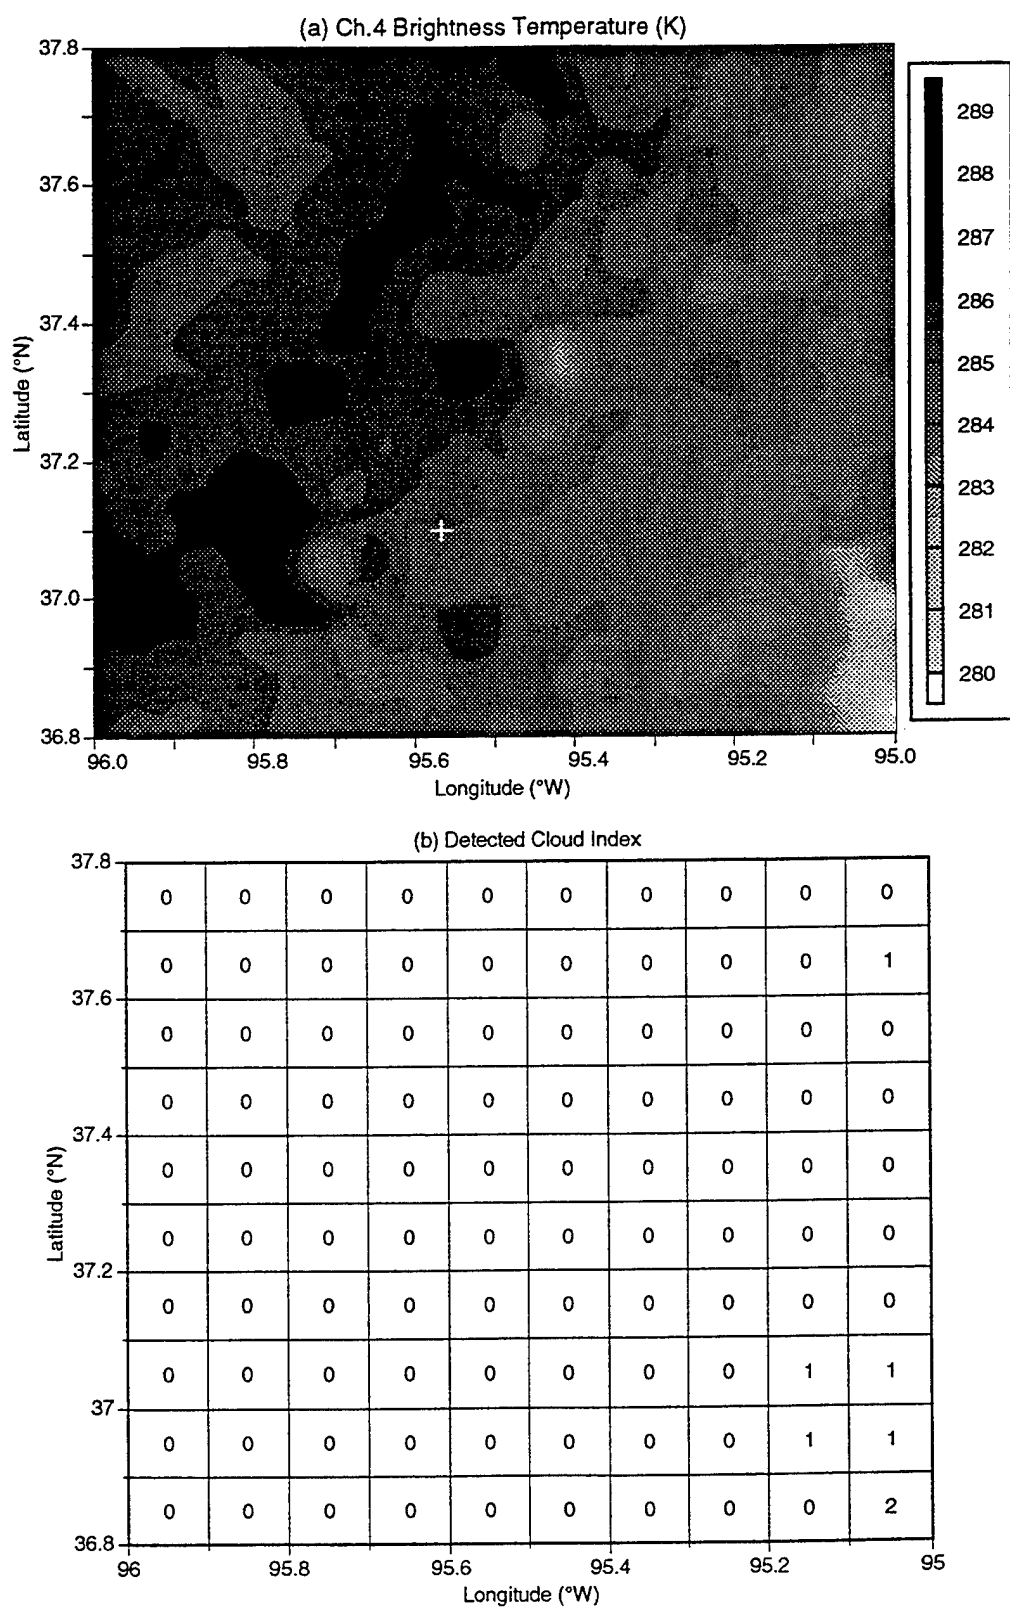 (a) Ch.4 Brightness Temperature (K)
37.8
37.6
37.4
37.2
37.0
36.8
Latitude (°N)
96.0 95.8 95.6 95.4 95.2 95.0
Longitude (°W)
289
288
287
286
285
284
283
282
281
280
(b) Detected Cloud Index
37.8
0 0 0 0 0 0 0 0 0 0
0 0 0 0 0 0 0 0 0 1
37.6
0 0 0 0 0 0 0 0 0 0
0 0 0 0 0 0 0 0 0 0
37.4
0 0 0 0 0 0 0 0 0 0
0 0 0 0 0 0 0 0 0 0
37.2
0 0 0 0 0 0 0 0 0 0
0 0 0 0 0 0 0 0 1 1
37
0 0 0 0 0 0 0 0 1 1
0 0 0 0 0 0 0 0 0 2
36.8
Latitude (°N)
96 95.8 95.6 95.4 95.2 95
Longitude (°W)